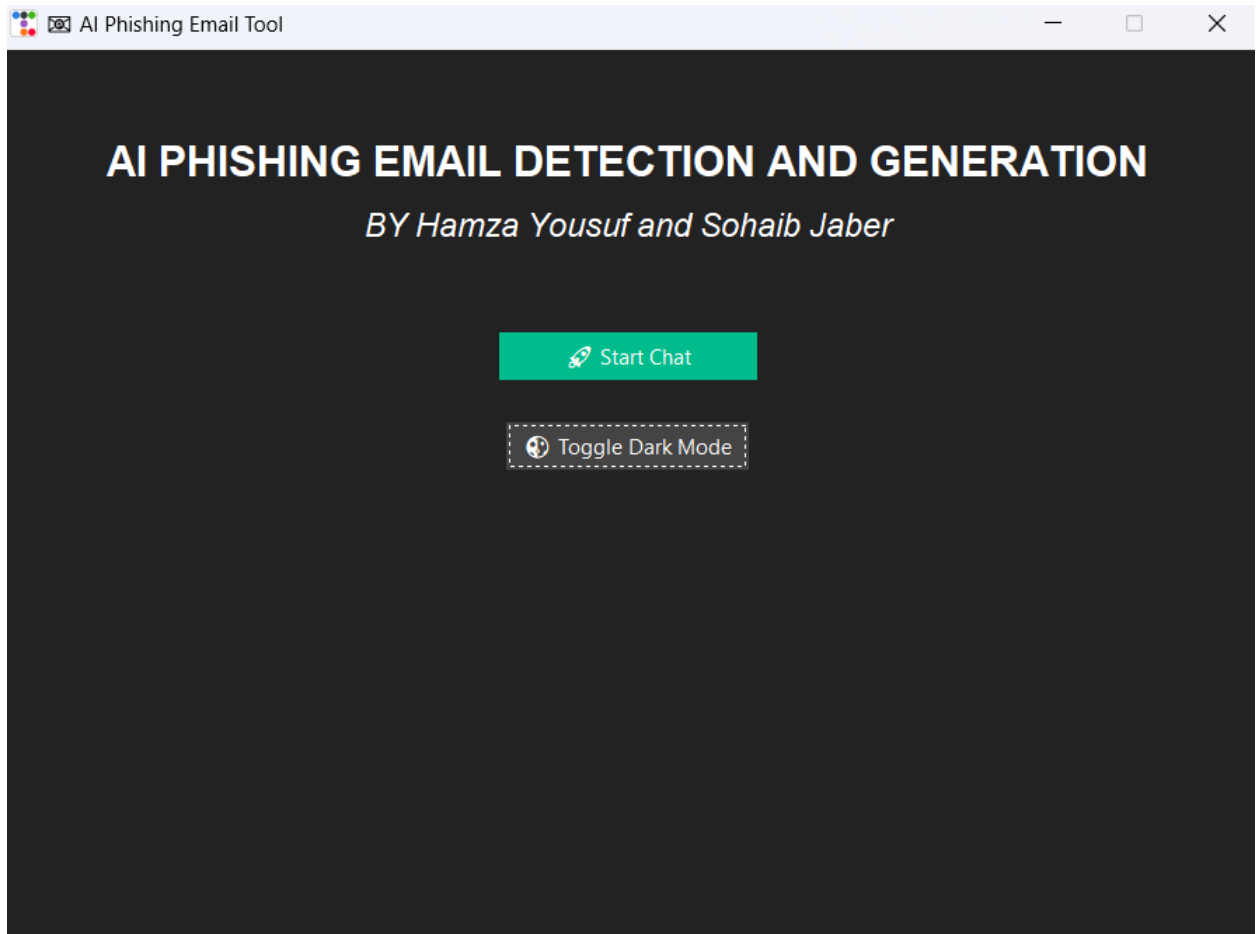 AI Phishing Email Tool
AI PHISHING EMAIL DETECTION AND GENERATION
BY Hamza Yousuf and Sohaib Jaber
Start Chat
Toggle Dark Mode